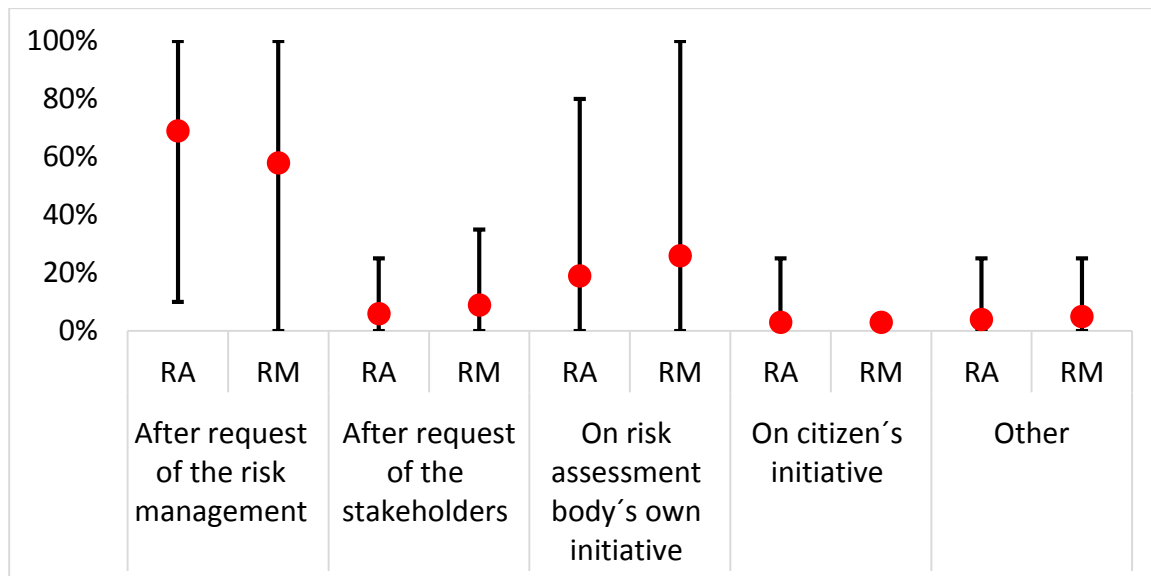 100%
80%
60%
40%
20%
0%
RA RM RA RM RA RM RA RM RA RM
After request of the risk management
After request of the stakeholders
On risk assessment body´s own initiative
On citizen´s initiative
Other